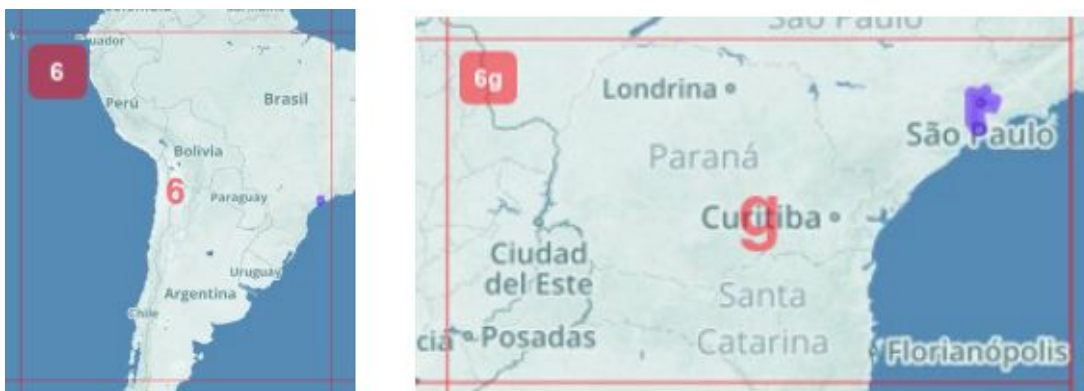 Ecuador
6
Perú
Brasil
Bolivia
6
Paraguay
Uruguay
Argentina
Chile
São Paulo
6g
Londrina
São Paulo
Paraná
g
Curitiba
Ciudad
del Este
Santa
Catarina
Posadas
Florianópolis